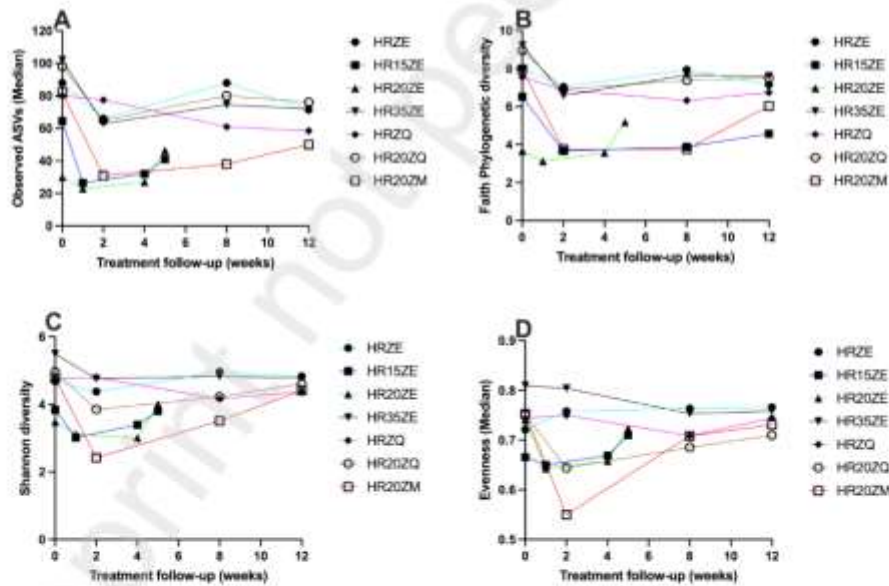 A
Observed ASVs (Median)
120
100
80
60
40
20
0
0 2 4 6 8 10 12
Treatment follow-up (weeks)
HRZE
HR15ZE
HR20ZE
HR35ZE
HRZQ
HR20ZQ
HR20ZM
B
Faith Phylogenetic diversity
10
8
6
4
2
0
0 2 4 6 8 10 12
Treatment follow-up (weeks)
HRZE
HR15ZE
HR20ZE
HR35ZE
HRZQ
HR20ZQ
HR20ZM
C
Shannon diversity
6
4
2
0
0 2 4 6 8 10 12
Treatment follow-up (weeks)
HRZE
HR15ZE
HR20ZE
HR35ZE
HRZQ
HR20ZQ
HR20ZM
D
Evenness (Median)
0.9
0.8
0.7
0.6
0.5
0 2 4 6 8 10 12
Treatment follow-up (weeks)
HRZE
HR15ZE
HR20ZE
HR35ZE
HRZQ
HR20ZQ
HR20ZM
print not pe